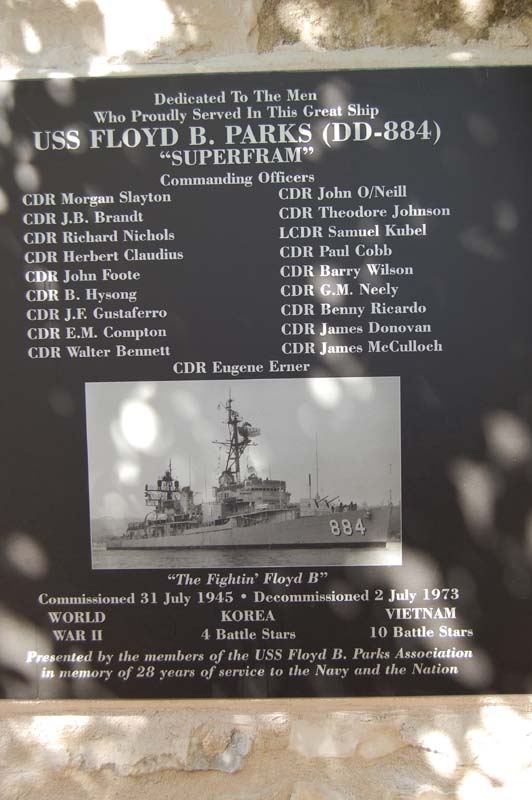 Dedicated To The Men
Who Proudly Served In This Great Ship
USS FLOYD B. PARKS (DD-884)
"SUPERFRAM"
Commanding Officers
CDR Morgan Slayton
CDR J.B. Brandt
CDR Richard Nichols
CDR Herbert Claudius
CDR John Foote
CDR B. Hysong
CDR J.F. Gustaferro
CDR E.M. Compton
CDR Walter Bennett
CDR John O/Neill
CDR Theodore Johnson
LCDR Samuel Kubel
CDR Paul Cobb
CDR Barry Wilson
CDR G.M. Neely
CDR Benny Ricardo
CDR James Donovan
CDR James McCulloch
CDR Eugene Erner
884
"The Fightin' Floyd B"
Commissioned 31 July 1945 • Decommissioned 2 July 1973
WORLD WAR II
KOREA
4 Battle Stars
VIETNAM
10 Battle Stars
Presented by the members of the USS Floyd B. Parks Association
in memory of 28 years of service to the Navy and the Nation